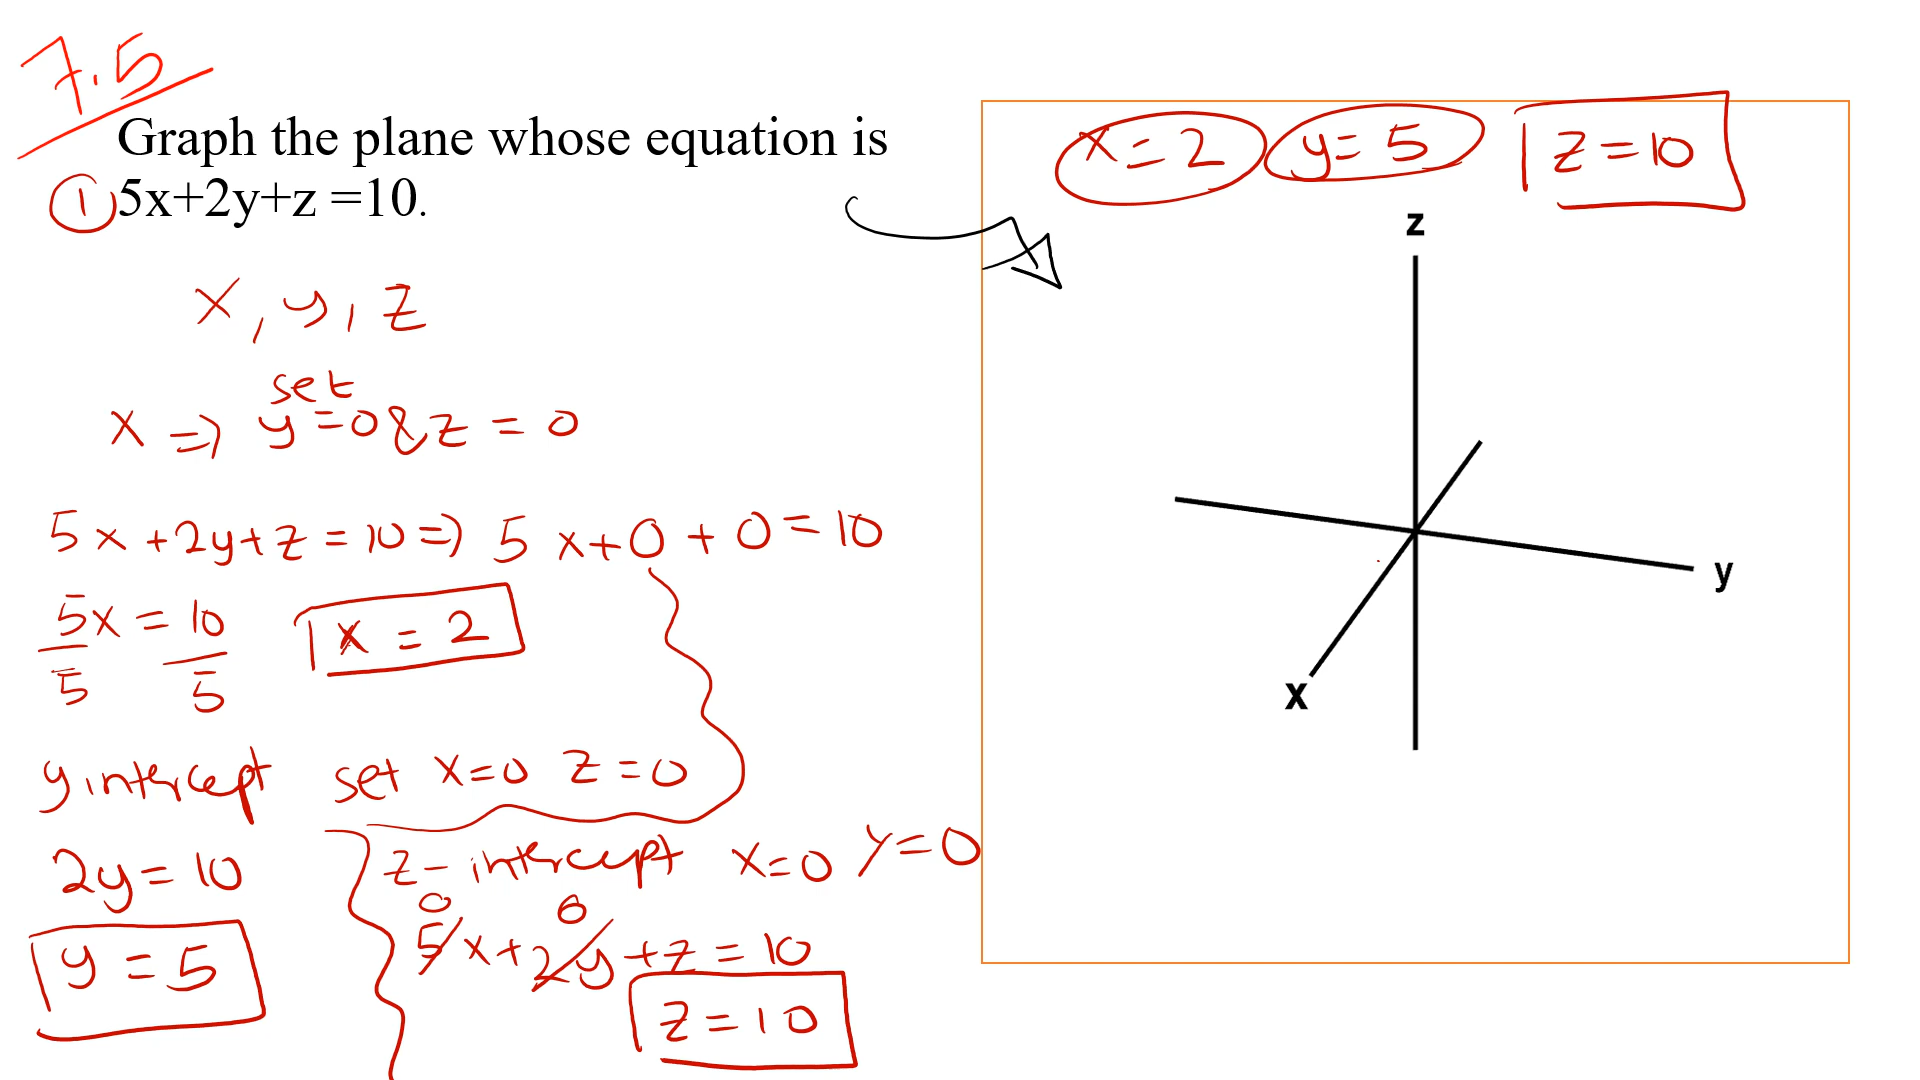 7.5
Graph the plane whose equation is
① 5x+2y+z =10.
x, y, z
set
x => y=0 & z = 0
5x+2y+z = 10 => 5x+0+0=10
5x = 10
5 5
x = 2
y intercept set x=0 z=0
2y=10
y = 5
z-intercept x=0 y=0
0 0
5x+2y+z = 10
z=10
x=2 y=5 z=10
z
y
x